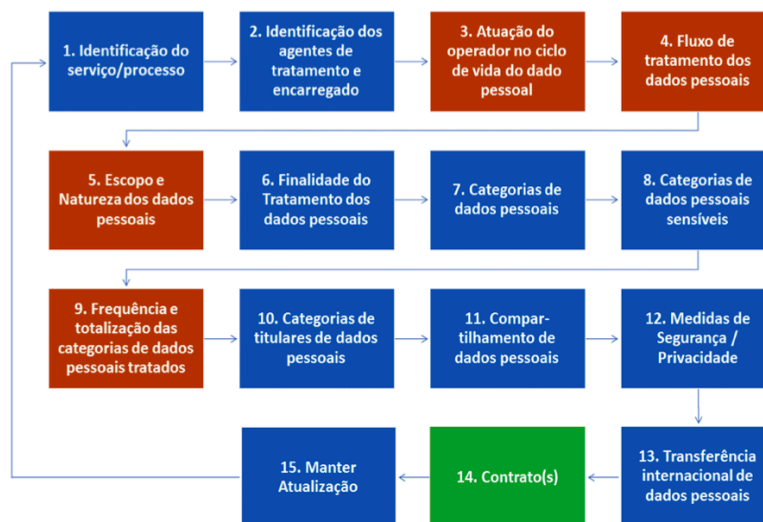 1. Identificação do
serviço/processo
2. Identificação dos
agentes de
tratamento e
encarregado
3. Atuação do
operador no ciclo
de vida do dado
pessoal
4. Fluxo de
tratamento dos
dados pessoais
5. Escopo e
Natureza dos dados
pessoais
6. Finalidade do
Tratamento dos
dados pessoais
7. Categorias de
dados pessoais
8. Categorias de
dados pessoais
sensíveis
9. Frequência e
totalização das
categorias de dados
pessoais tratados
10. Categorias de
titulares de dados
pessoais
11. Compar-
tilhamento de
dados pessoais
12. Medidas de
Segurança /
Privacidade
15. Manter
Atualização
14. Contrato(s)
13. Transferência
internacional de
dados pessoais